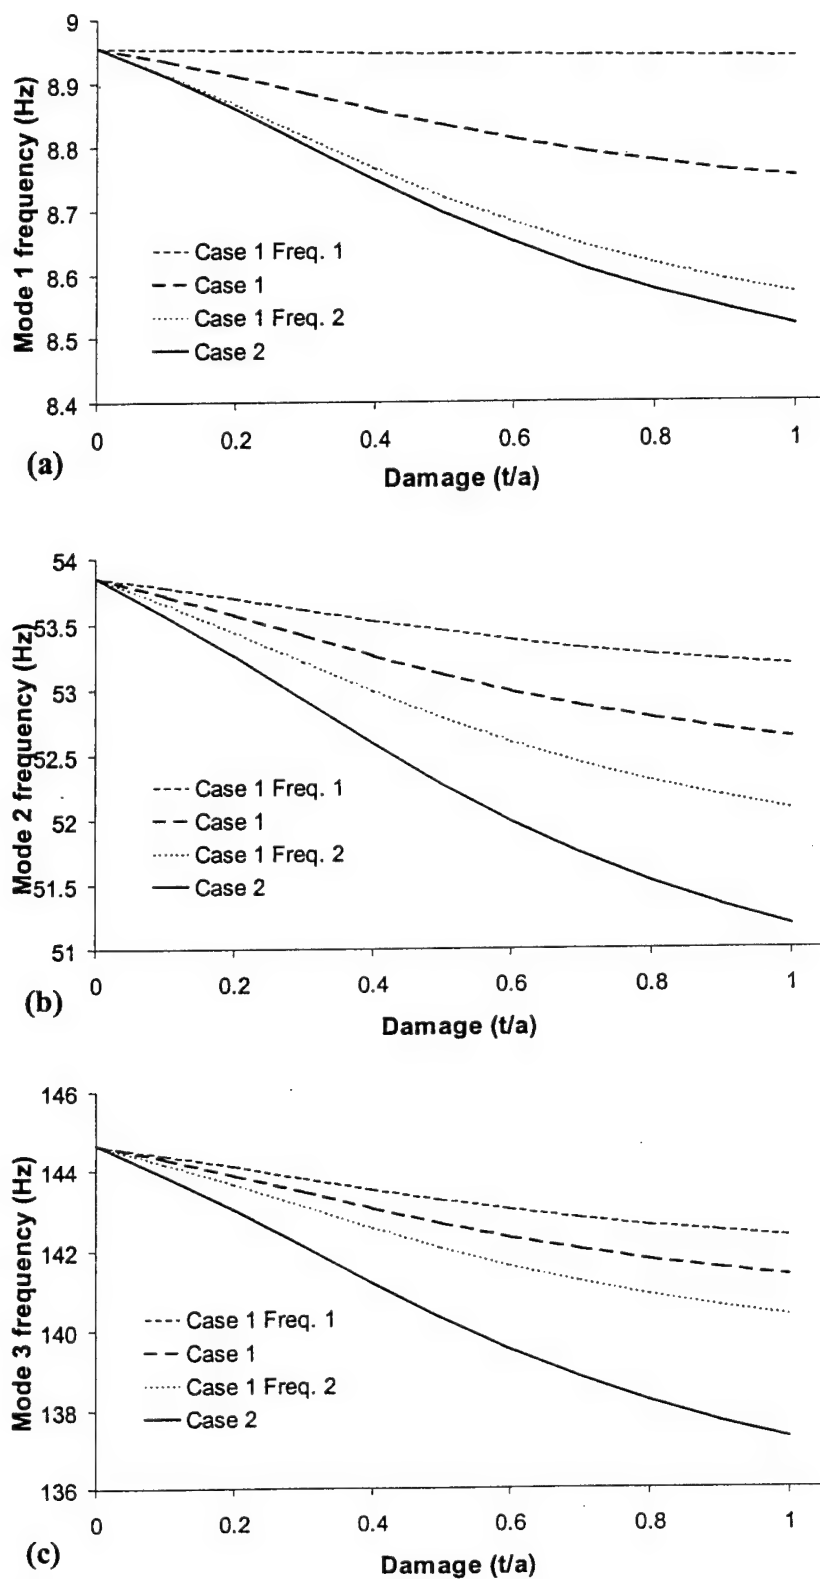 9
8.9
8.8
8.7
8.6
8.5
8.4
Mode 1 frequency (Hz)
Case 1 Freq. 1
Case 1
Case 1 Freq. 2
Case 2
0 0.2 0.4 0.6 0.8 1
(a)
Damage (t/a)
54
53.5
53
52.5
52
51.5
51
Mode 2 frequency (Hz)
Case 1 Freq. 1
Case 1
Case 1 Freq. 2
Case 2
0 0.2 0.4 0.6 0.8 1
(b)
Damage (t/a)
146
144
142
140
138
136
Mode 3 frequency (Hz)
Case 1 Freq. 1
Case 1
Case 1 Freq. 2
Case 2
0 0.2 0.4 0.6 0.8 1
(c)
Damage (t/a)